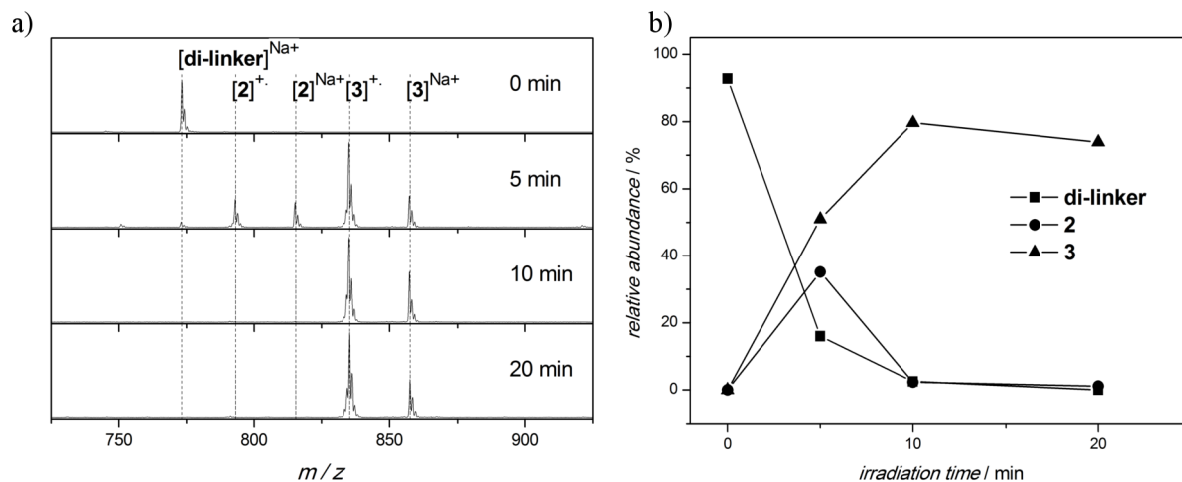 a)
[di-linker]Na+
[2]+.
[2]Na+
[3]+.
[3]Na+
0 min
5 min
10 min
20 min
750
800
850
900
m / z
b)
100
80
60
40
20
0
relative abundance / %
di-linker
2
3
0
10
20
irradiation time / min